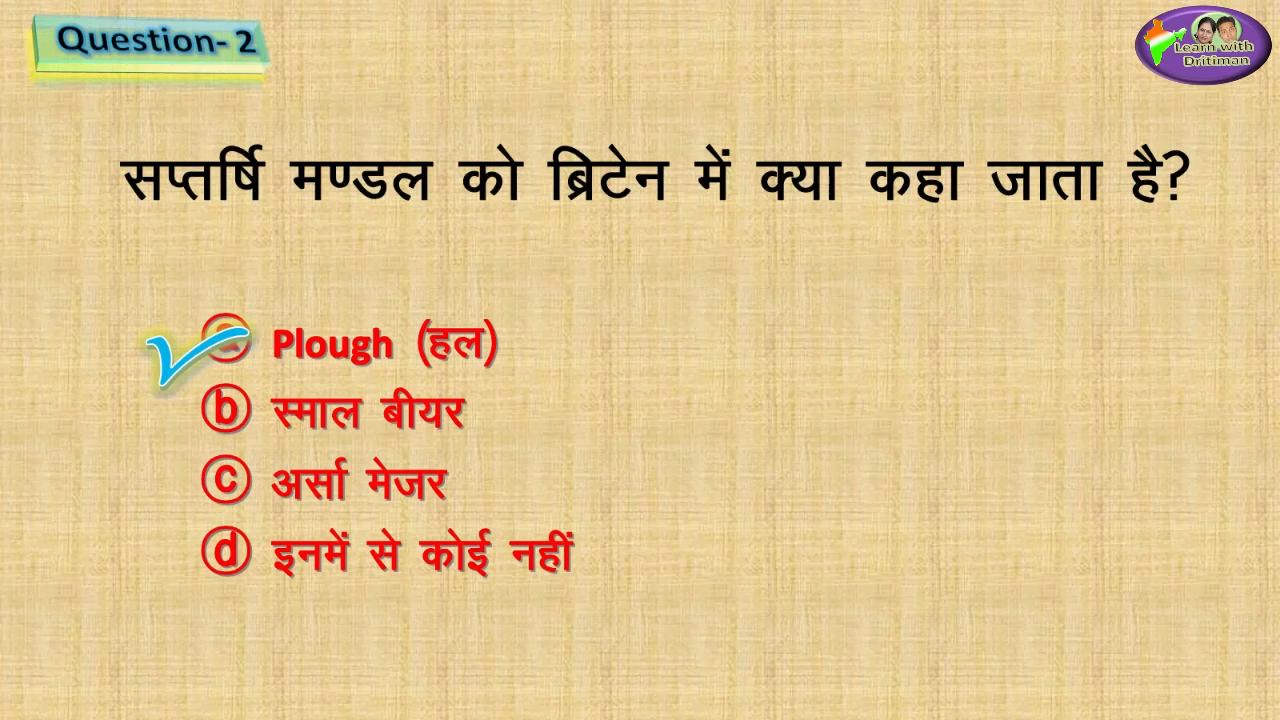 Question- 2
Learn with
Dritiman
सप्तर्षि मण्डल को ब्रिटेन में क्या कहा जाता है?
ⓐ Plough (हल)
ⓑ स्माल बीयर
ⓒ अर्सा मेजर
ⓓ इनमें से कोई नहीं